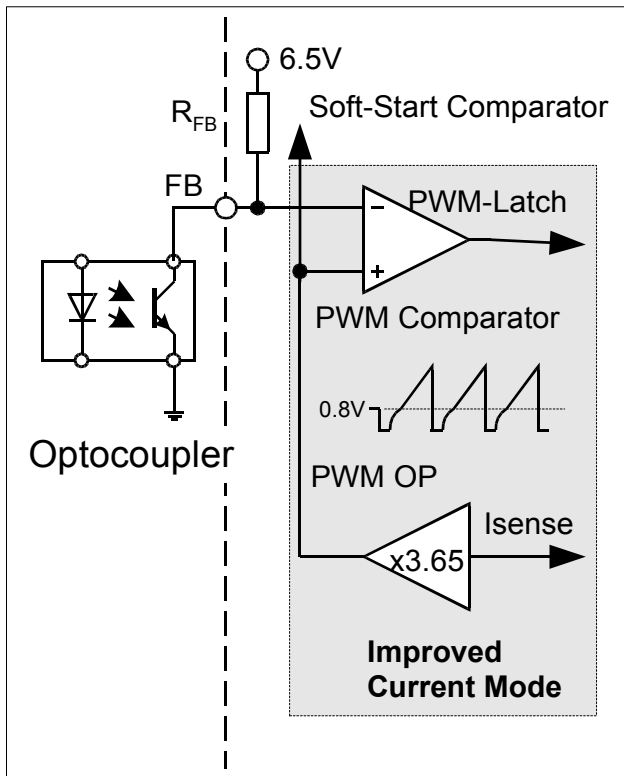 6.5V
R_FB
Soft-Start Comparator
FB
PWM-Latch
−
+
PWM Comparator
0.8V
Optocoupler
PWM OP
Isense
x3.65
Improved
Current Mode